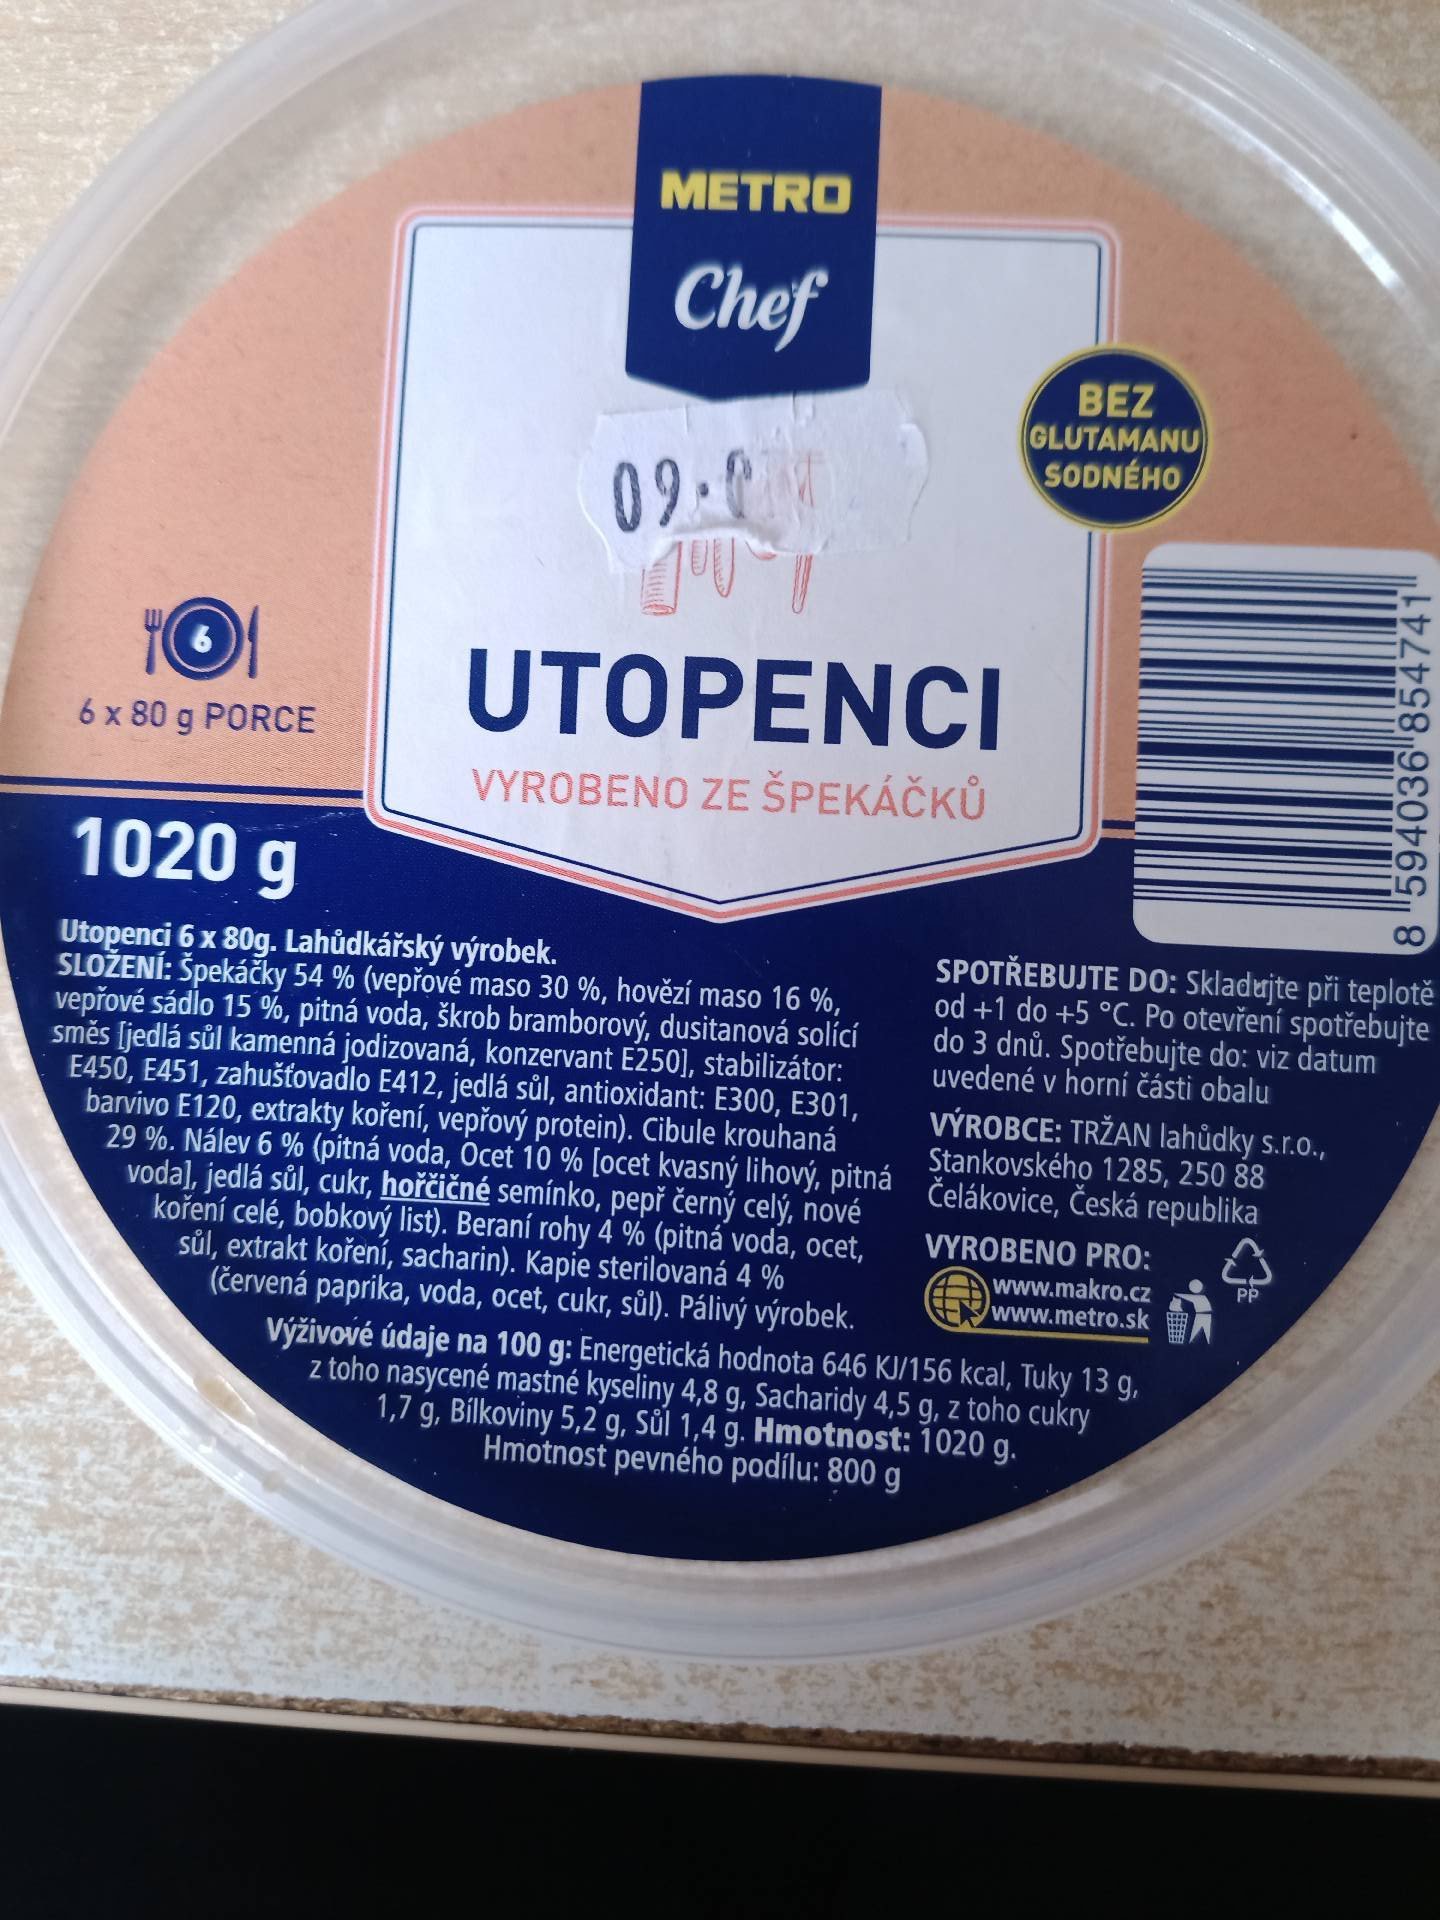 METRO
Chef
09.
BEZ
GLUTAMANU
SODNÉHO
6
6 x 80 g PORCE
UTOPENCI
VYROBENO ZE ŠPEKÁČKŮ
8 594036 854741
1020 g
Utopenci 6 x 80g. Lahůdkářský výrobek.
SLOŽENÍ: Špekáčky 54 % (vepřové maso 30 %, hovězí maso 16 %,
vepřové sádlo 15 %, pitná voda, škrob bramborový, dusitanová solící
směs [jedlá sůl kamenná jodizovaná, konzervant E250], stabilizátor:
E450, E451, zahušťovadlo E412, jedlá sůl, antioxidant: E300, E301,
barvivo E120, extrakty koření, vepřový protein). Cibule krouhaná
29 %. Nálev 6 % (pitná voda, Ocet 10 % [ocet kvasný lihový, pitná
voda], jedlá sůl, cukr, hořčičné semínko, pepř černý celý, nové
koření celé, bobkový list). Beraní rohy 4 % (pitná voda, ocet,
sůl, extrakt koření, sacharin). Kapie sterilovaná 4 %
(červená paprika, voda, ocet, cukr, sůl). Pálivý výrobek.
Výživové údaje na 100 g: Energetická hodnota 646 KJ/156 kcal, Tuky 13 g,
z toho nasycené mastné kyseliny 4,8 g, Sacharidy 4,5 g, z toho cukry
1,7 g, Bílkoviny 5,2 g, Sůl 1,4 g. Hmotnost: 1020 g.
Hmotnost pevného podílu: 800 g
SPOTŘEBUJTE DO: Skladujte při teplotě
od +1 do +5 °C. Po otevření spotřebujte
do 3 dnů. Spotřebujte do: viz datum
uvedené v horní části obalu
VÝROBCE: TRŽAN lahůdky s.r.o.,
Stankovského 1285, 250 88
Čelákovice, Česká republika
VYROBENO PRO:
www.makro.cz
www.metro.sk
PP